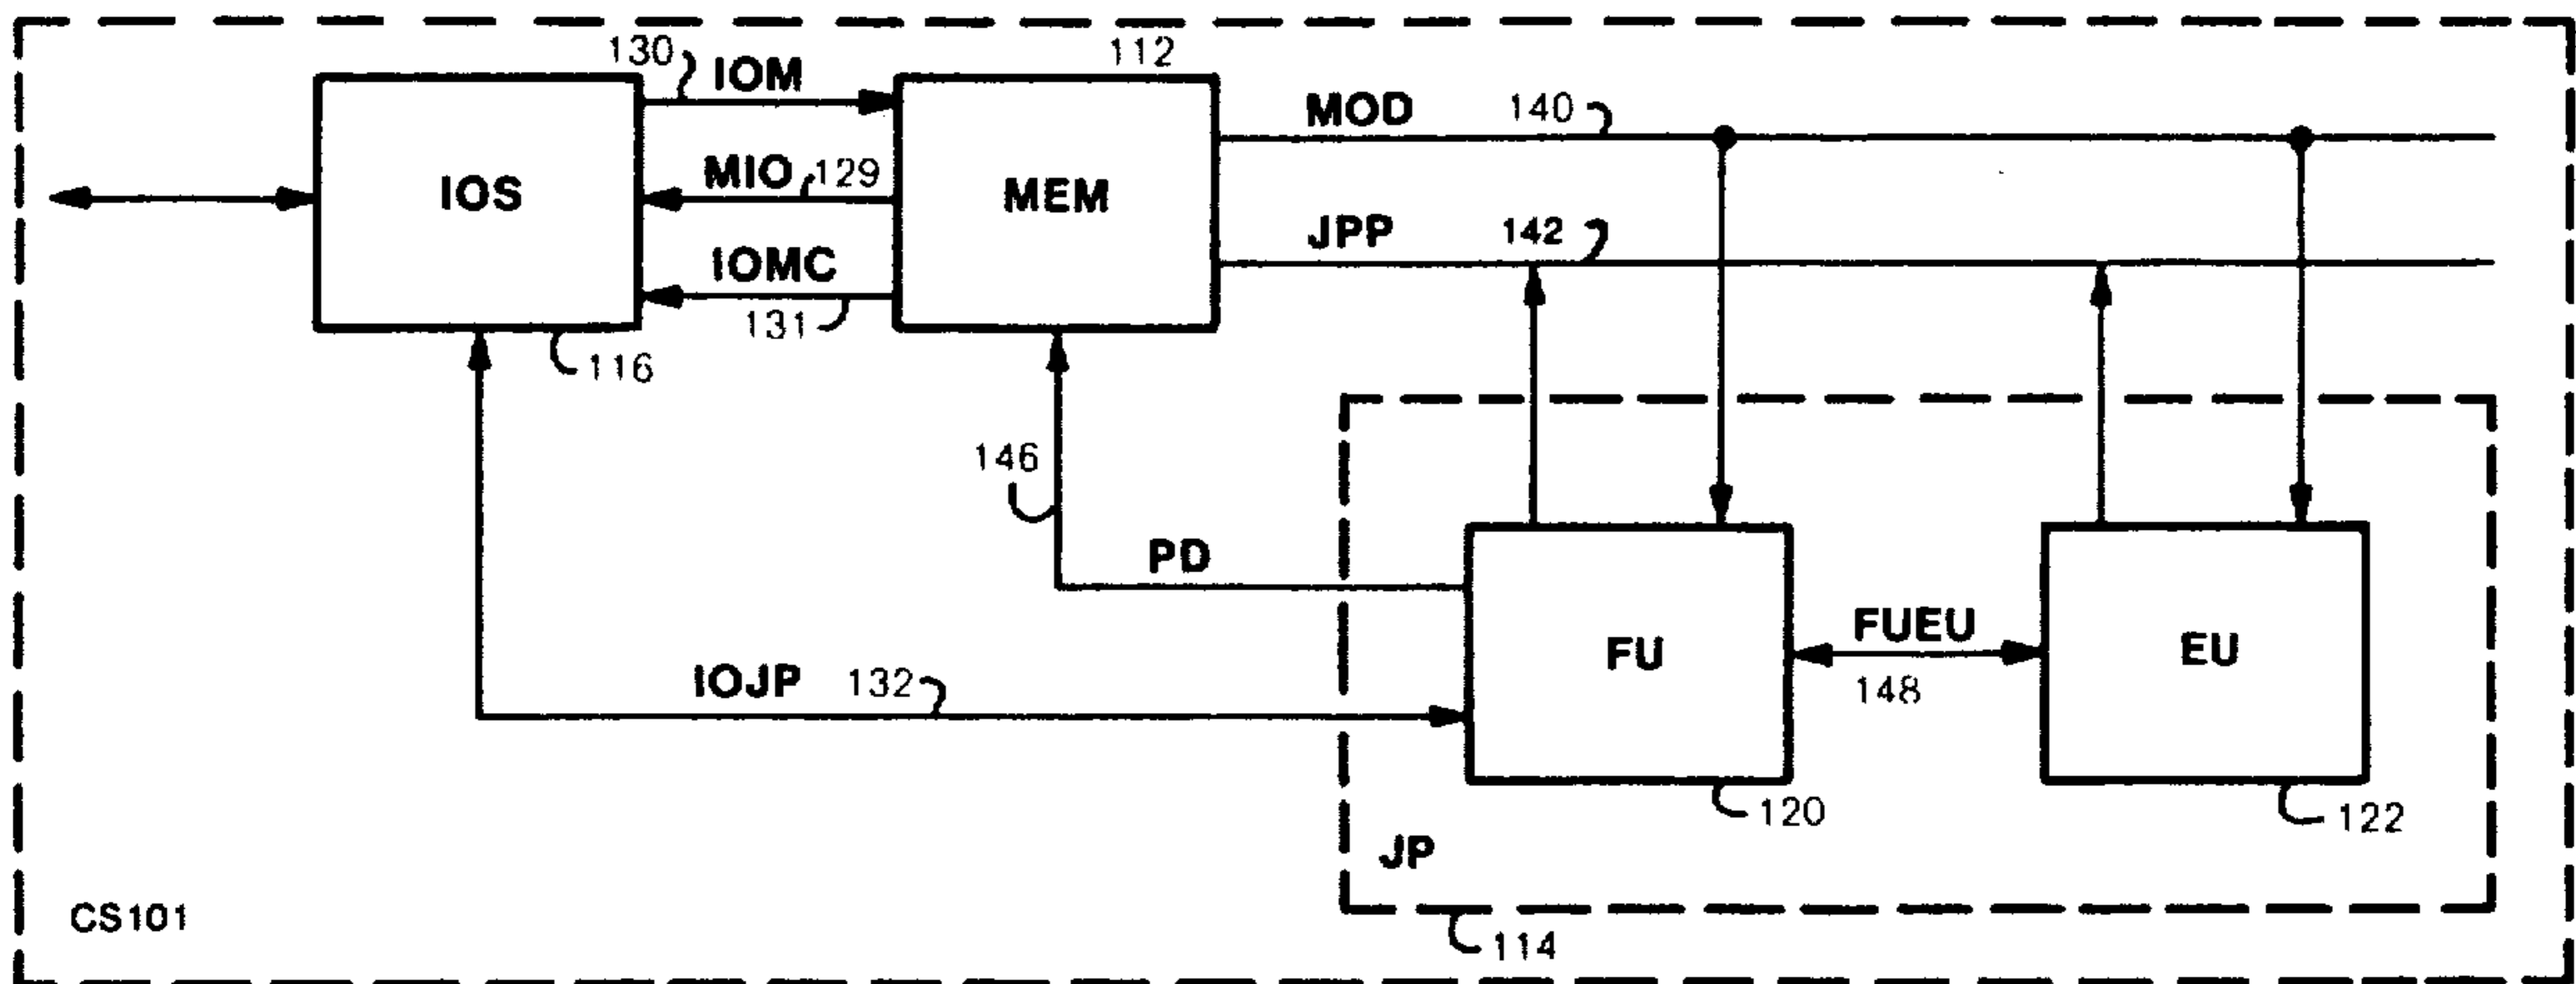 130
IOM
112
MOD
140
MIO
129
IOS
MEM
JPP
142
IOMC
131
116
146
PD
FUEU
FU
EU
148
IOJP
132
120
122
JP
CS101
114